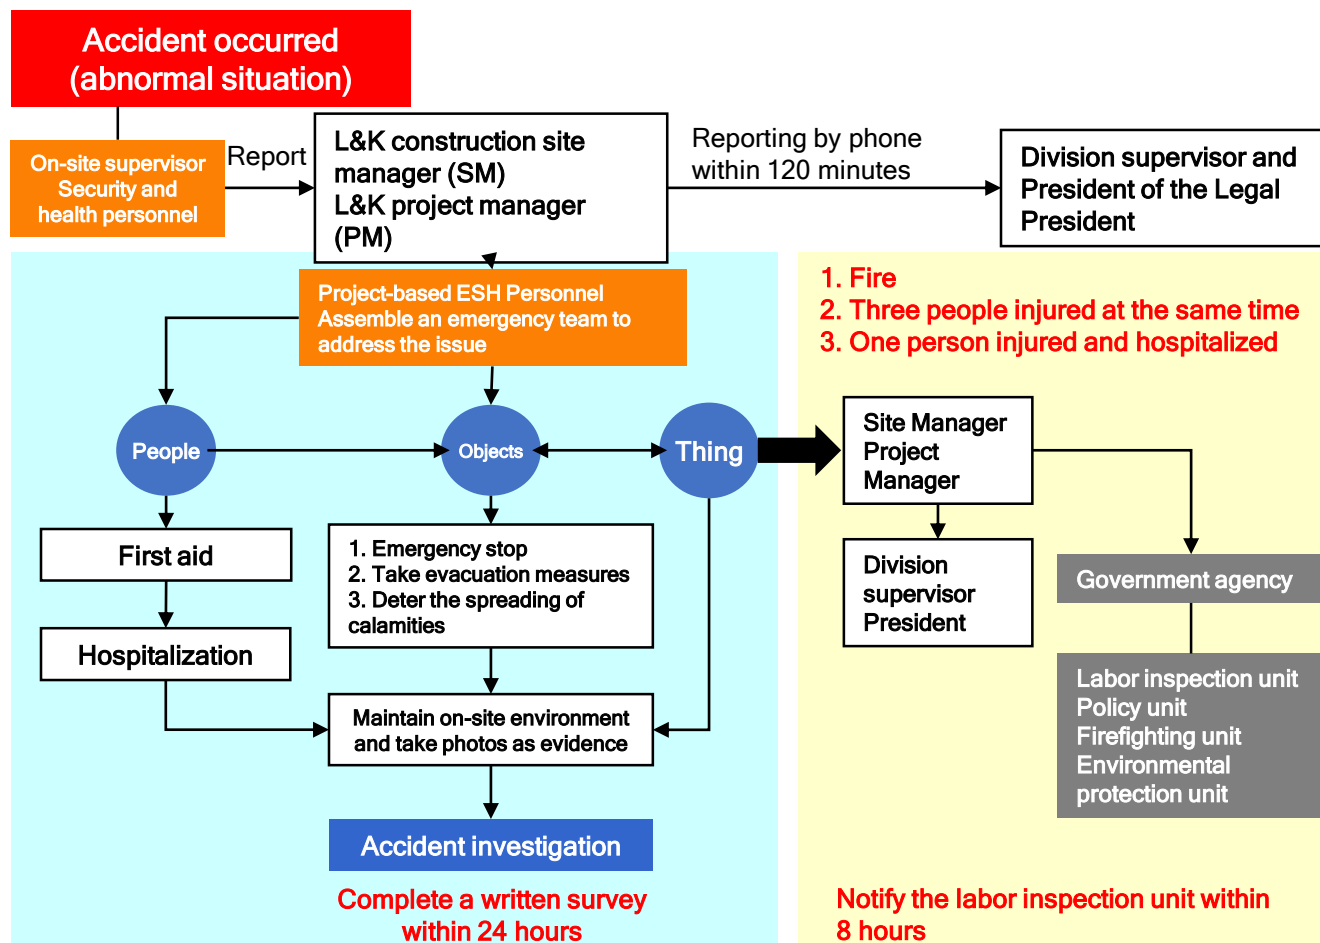 Accident occurred
(abnormal situation)
On-site supervisor
Security and
health personnel
Report
L&K construction site
manager (SM)
L&K project manager
(PM)
Reporting by phone
within 120 minutes
Division supervisor and
President of the Legal
President
Project-based ESH Personnel
Assemble an emergency team to
address the issue
People
Objects
Thing
First aid
Hospitalization
1. Emergency stop
2. Take evacuation measures
3. Deter the spreading of
calamities
Maintain on-site environment
and take photos as evidence
Accident investigation
Complete a written survey
within 24 hours
1. Fire
2. Three people injured at the same time
3. One person injured and hospitalized
Site Manager
Project
Manager
Division
supervisor
President
Government agency
Labor inspection unit
Policy unit
Firefighting unit
Environmental
protection unit
Notify the labor inspection unit within
8 hours